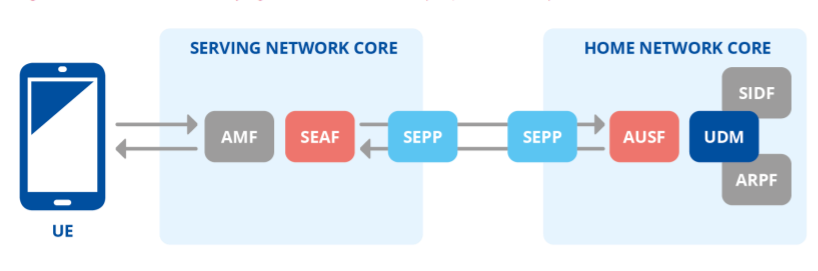 SERVING NETWORK CORE
HOME NETWORK CORE
SIDF
AMF
SEAF
SEPP
SEPP
AUSF
UDM
ARPF
UE